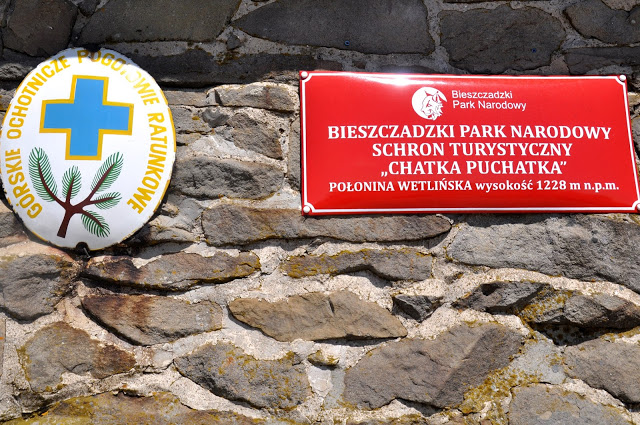 GÓRSKIE OCHOTNICZE POGOTOWIE RATUNKOWE
Bieszczadzki
Park Narodowy
BIESZCZADZKI PARK NARODOWY
SCHRON TURYSTYCZNY
„CHATKA PUCHATKA”
POŁONINA WETLIŃSKA wysokość 1228 m n.p.m.